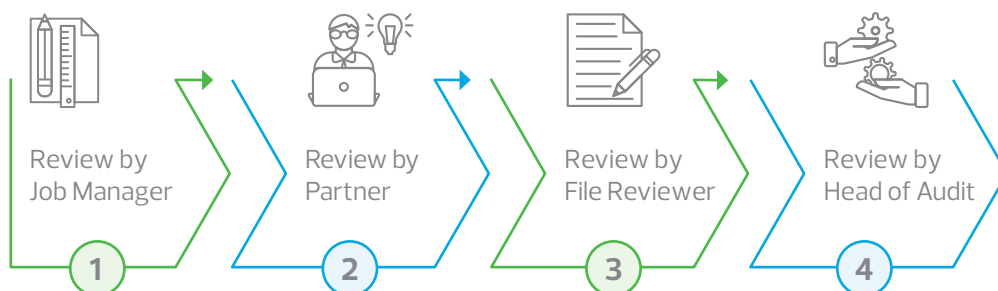 Review by
Job Manager
1
Review by
Partner
2
Review by
File Reviewer
3
Review by
Head of Audit
4